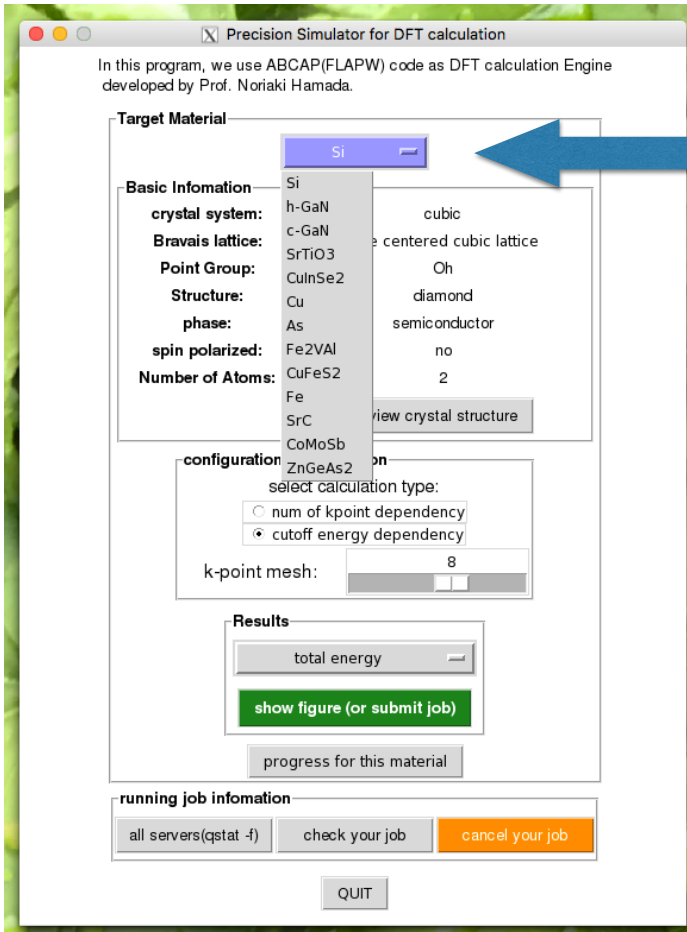 Precision Simulator for DFT calculation
In this program, we use ABCAP(FLAPW) code as DFT calculation Engine
developed by Prof. Noriaki Hamada.
Target Material
Si
Si
h-GaN
c-GaN
SrTiO3
CuInSe2
Cu
As
Fe2VAl
CuFeS2
Fe
SrC
CoMoSb
ZnGeAs2
Basic Infomation
crystal system: cubic
Bravais lattice: centered cubic lattice
Point Group: Oh
Structure: diamond
phase: semiconductor
spin polarized: no
Number of Atoms: 2
view crystal structure
configuration
select calculation type:
num of kpoint dependency
cutoff energy dependency
k-point mesh: 8
Results
total energy
show figure (or submit job)
progress for this material
running job infomation
all servers(qstat -f) check your job cancel your job
QUIT